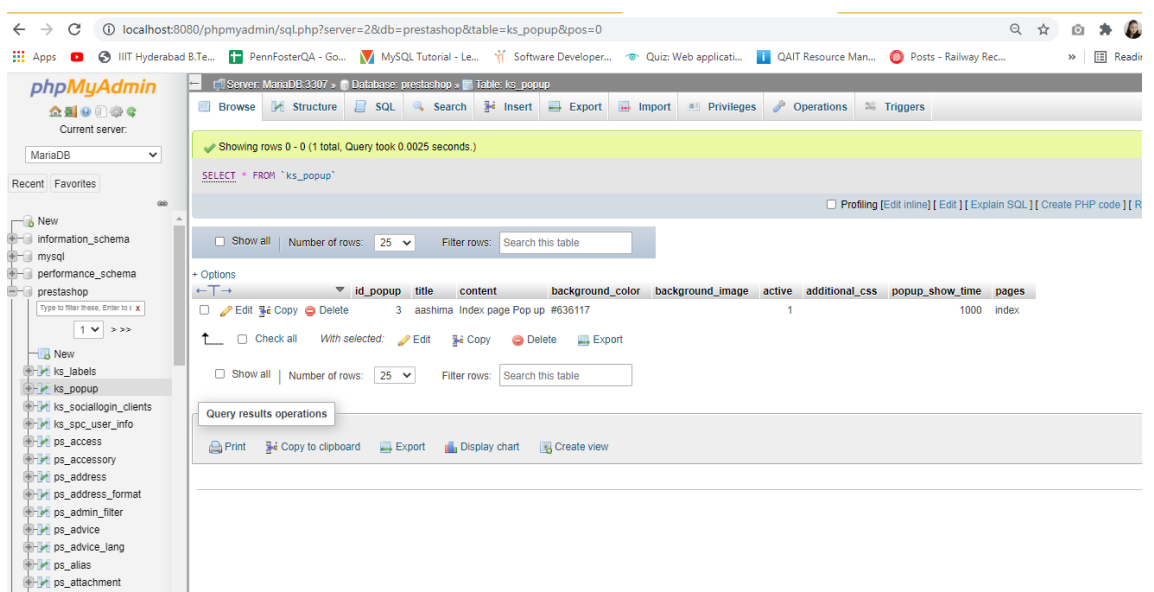 localhost:8080/phpmyadmin/sql.php?server=2&db=prestashop&table=ks_popup&pos=0
Apps IIIT Hyderabad B.Te... PennFosterQA - Go... MySQL Tutorial - Le... Software Developer... Quiz: Web applicati... QAIT Resource Man... Posts - Railway Rec... » Readin
phpMyAdmin
Current server:
MariaDB
Recent Favorites
New
information_schema
mysql
performance_schema
prestashop
Type to filter these, Enter to s X
1 > >>
New
ks_labels
ks_popup
ks_sociallogin_clients
ks_spc_user_info
ps_access
ps_accessory
ps_address
ps_address_format
ps_admin_filter
ps_advice
ps_advice_lang
ps_alias
ps_attachment
Server: MariaDB:3307 » Database: prestashop » Table: ks_popup
Browse Structure SQL Search Insert Export Import Privileges Operations Triggers
Showing rows 0 - 0 (1 total, Query took 0.0025 seconds.)
SELECT * FROM `ks_popup`
Profiling [Edit inline] [ Edit ] [ Explain SQL ] [ Create PHP code ] [ R
Show all | Number of rows: 25 Filter rows: Search this table
+ Options
←T→ id_popup title content background_color background_image active additional_css popup_show_time pages
Edit Copy Delete 3 aashima Index page Pop up #636117 1 1000 index
Check all With selected: Edit Copy Delete Export
Show all | Number of rows: 25 Filter rows: Search this table
Query results operations
Print Copy to clipboard Export Display chart Create view